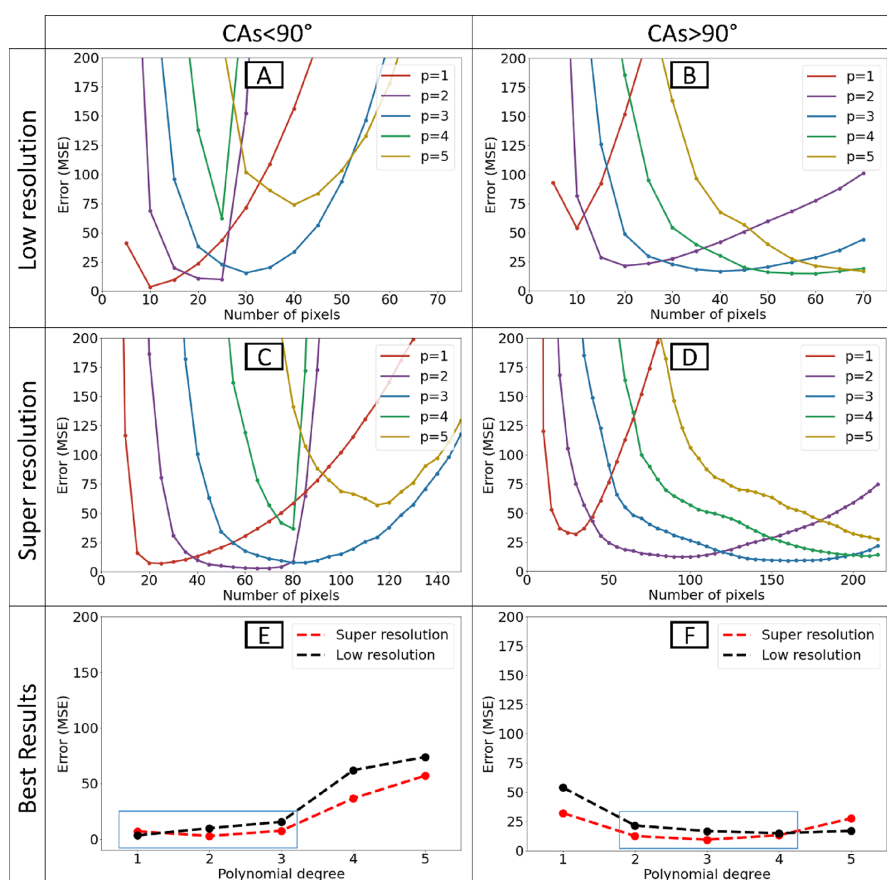 CAs<90° CAs>90°
Low resolution
A
p=1
p=2
p=3
p=4
p=5
Error (MSE)
200
175
150
125
100
75
50
25
0
0 10 20 30 40 50 60 70
Number of pixels
B
p=1
p=2
p=3
p=4
p=5
Error (MSE)
200
175
150
125
100
75
50
25
0
0 10 20 30 40 50 60 70
Number of pixels
Super resolution
C
p=1
p=2
p=3
p=4
p=5
Error (MSE)
200
175
150
125
100
75
50
25
0
0 20 40 60 80 100 120 140
Number of pixels
D
p=1
p=2
p=3
p=4
p=5
Error (MSE)
200
175
150
125
100
75
50
25
0
0 50 100 150 200
Number of pixels
Best Results
E
Super resolution
Low resolution
Error (MSE)
200
150
100
50
0
1 2 3 4 5
Polynomial degree
F
Super resolution
Low resolution
Error (MSE)
200
175
150
125
100
75
50
25
0
1 2 3 4 5
Polynomial degree